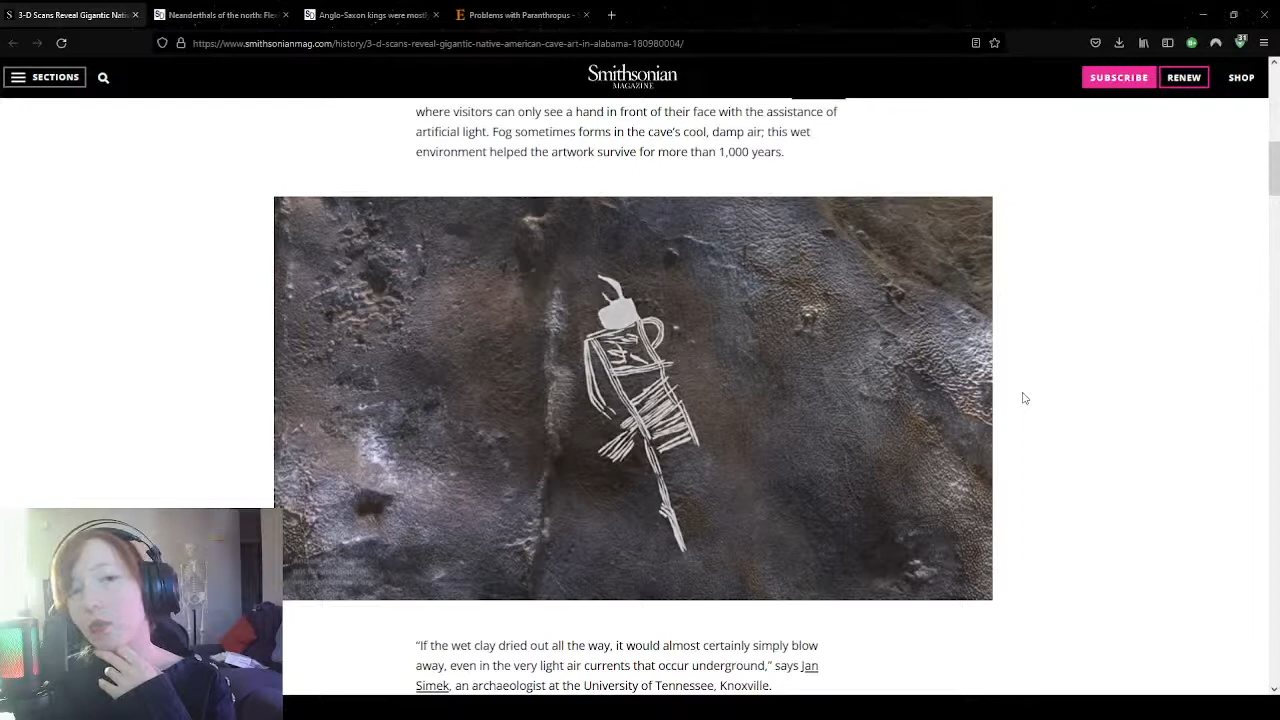 3-D Scans Reveal Gigantic Nati
Neanderthals of the north: Fle
Anglo-Saxon kings were mostly
Problems with Paranthropus - S
https://www.smithsonianmag.com/history/3-d-scans-reveal-gigantic-native-american-cave-art-in-alabama-180980004/
31
SECTIONS
Smithsonian
MAGAZINE
SUBSCRIBE
RENEW
SHOP
where visitors can only see a hand in front of their face with the assistance of
artificial light. Fog sometimes forms in the cave's cool, damp air; this wet
environment helped the artwork survive for more than 1,000 years.
"If the wet clay dried out all the way, it would almost certainly simply blow
away, even in the very light air currents that occur underground," says Jan
Simek, an archaeologist at the University of Tennessee, Knoxville.